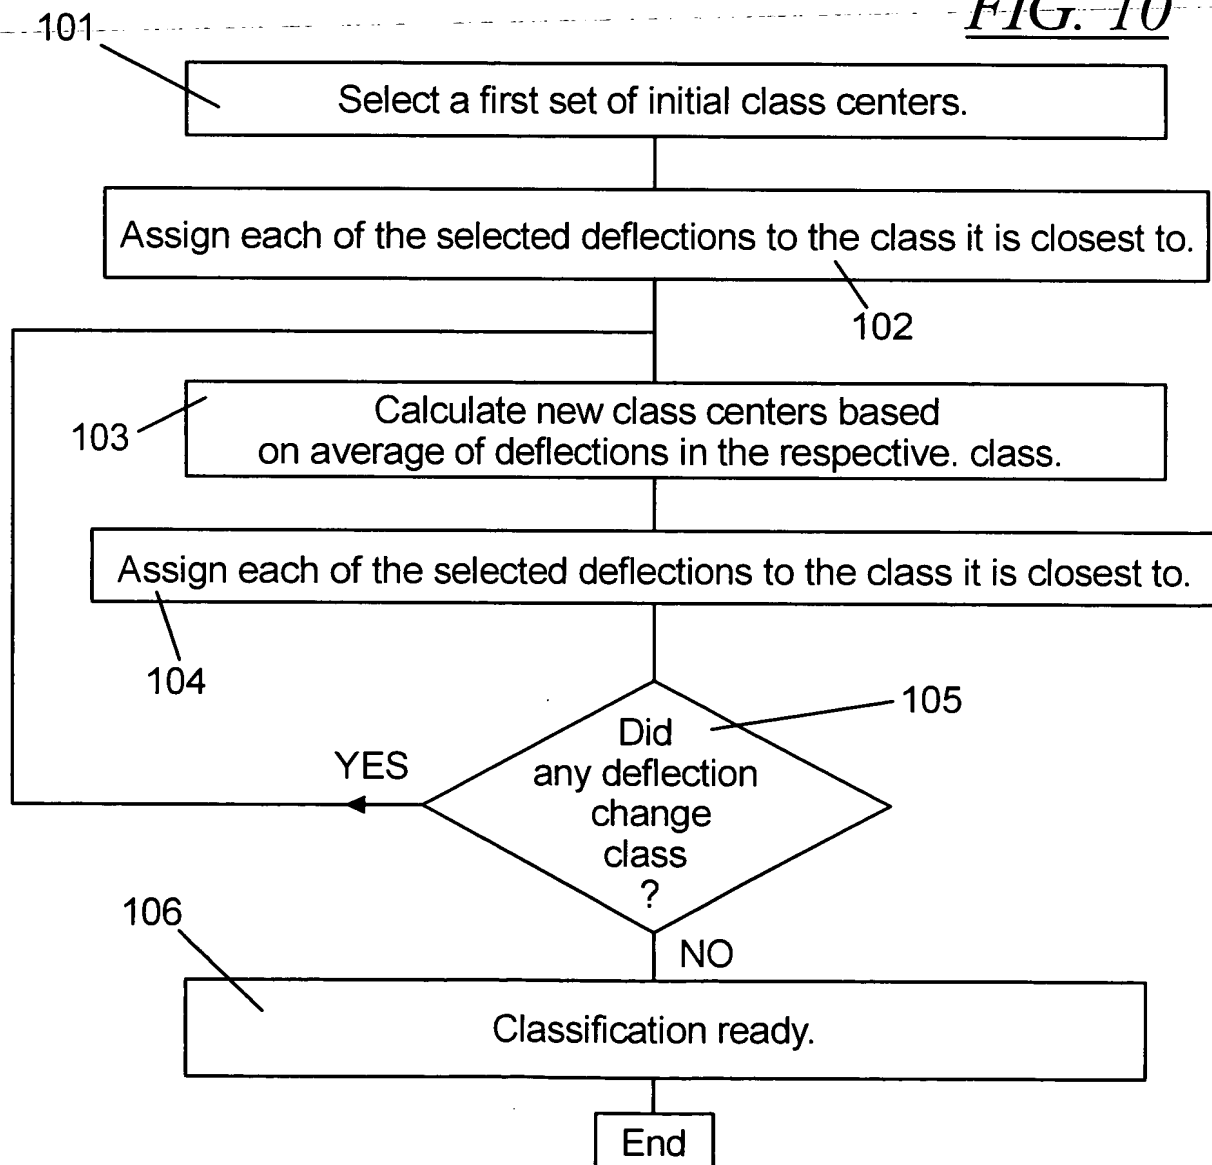 FIG. 10
101
Select a first set of initial class centers.
Assign each of the selected deflections to the class it is closest to.
102
Calculate new class centers based
on average of deflections in the respective. class.
103
Assign each of the selected deflections to the class it is closest to.
104
105
Did
any deflection
change
class
?
YES
NO
106
Classification ready.
End